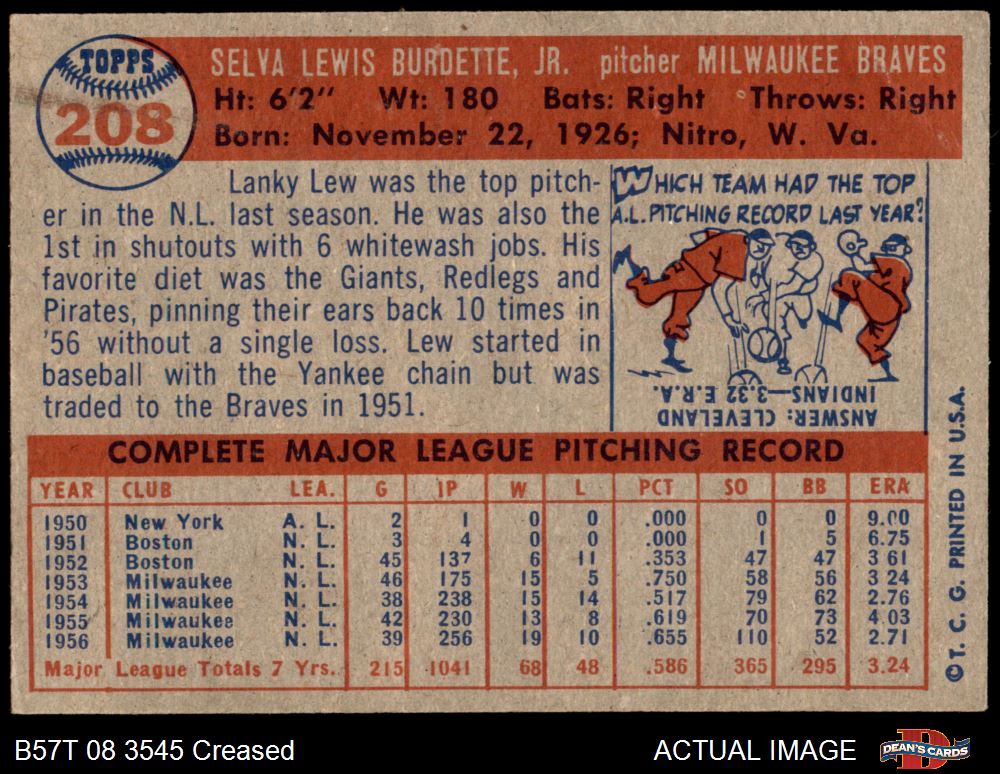 TOPPS
208
SELVA LEWIS BURDETTE, JR. pitcher MILWAUKEE BRAVES
Ht: 6'2" Wt: 180 Bats: Right Throws: Right
Born: November 22, 1926; Nitro, W. Va.
Lanky Lew was the top pitch-
er in the N.L. last season. He was also the
1st in shutouts with 6 whitewash jobs. His
favorite diet was the Giants, Redlegs and
Pirates, pinning their ears back 10 times in
'56 without a single loss. Lew started in
baseball with the Yankee chain but was
traded to the Braves in 1951.
WHICH TEAM HAD THE TOP
A.L. PITCHING RECORD LAST YEAR?
ANSWER: CLEVELAND
INDIANS—3.32 E.R.A.
COMPLETE MAJOR LEAGUE PITCHING RECORD
YEAR CLUB LEA. G IP W L PCT SO BB ERA
1950 New York A. L. 2 1 0 0 .000 0 0 9.00
1951 Boston N. L. 3 4 0 0 .000 1 5 6.75
1952 Boston N. L. 45 137 6 11 .353 47 47 3 61
1953 Milwaukee N. L. 46 175 15 5 .750 58 56 3 24
1954 Milwaukee N. L. 38 238 15 14 .517 79 62 2.76
1955 Milwaukee N. L. 42 230 13 8 .619 70 73 4.03
1956 Milwaukee N. L. 39 256 19 10 .655 110 52 2.71
Major League Totals 7 Yrs. 215 1041 68 48 .586 365 295 3.24
©T. C. G. PRINTED IN U.S.A.
B57T 08 3545 Creased
ACTUAL IMAGE
DEAN'S CARDS